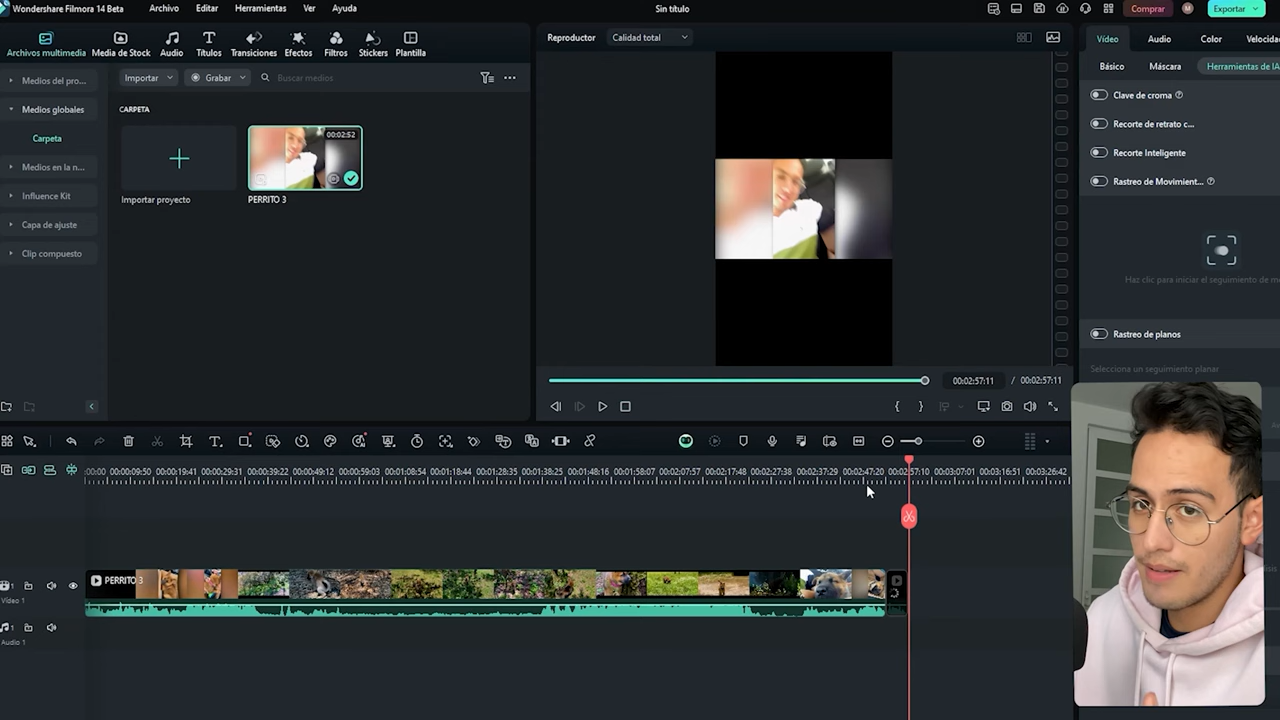 Wondershare Filmora 14 Beta
Archivo
Editar
Herramientas
Ver
Ayuda
Sin título
Comprar
M
Exportar
Archivos multimedia
Media de Stock
Audio
Títulos
Transiciones
Efectos
Filtros
Stickers
Plantilla
Reproductor
Calidad total
Vídeo
Audio
Color
Velocidad
Medios del pro...
Importar
Grabar
Buscar medios
Básico
Máscara
Herramientas de IA
Medios globales
CARPETA
Clave de croma
Carpeta
00:02:52
Recorte de retrato c...
Medios en la n...
Recorte Inteligente
Influence Kit
Importar proyecto
PERRITO 3
Rastreo de Movimient...
Capa de ajuste
Clip compuesto
Haz clic para iniciar el seguimiento de m
Rastreo de planos
Selecciona un seguimiento planar
00:02:57:11 / 00:02:57:11
:00:00 00:00:09:50 00:00:19:41 00:00:29:31 00:00:39:22 00:00:49:12 00:00:59:03 00:01:08:54 00:01:18:44 00:01:28:35 00:01:38:25 00:01:48:16 00:01:58:07 00:02:07:57 00:02:17:48 00:02:27:38 00:02:37:29 00:02:47:20 00:02:57:10 00:03:07:01 00:03:16:51 00:03:26:42
PERRITO 3
1
Vídeo 1
1
Audio 1